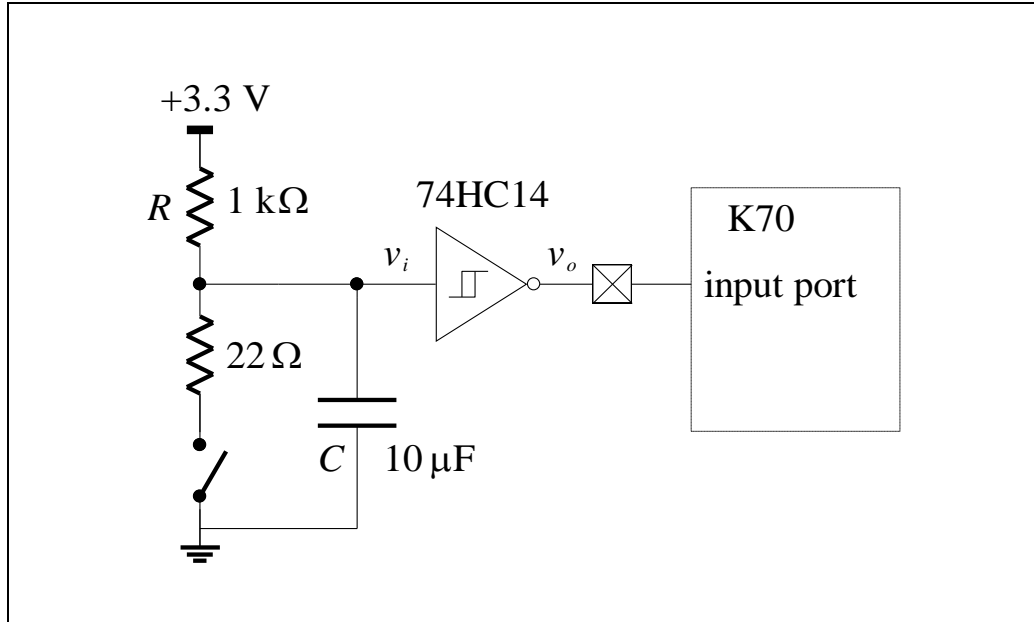 +3.3 V
R 1 kΩ
74HC14
v_i
v_o
K70
input port
22 Ω
C 10 µF